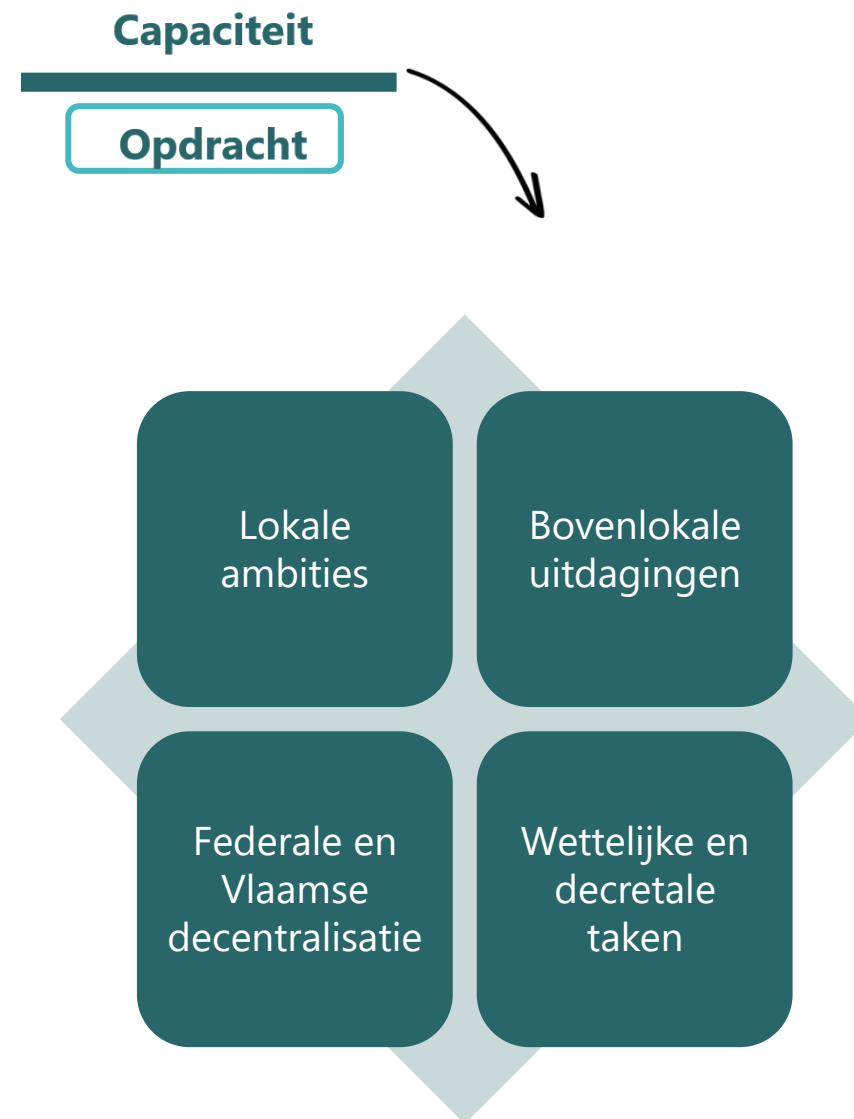 Capaciteit
Opdracht
Lokale
ambities
Bovenlokale
uitdagingen
Federale en
Vlaamse
decentralisatie
Wettelijke en
decretale
taken